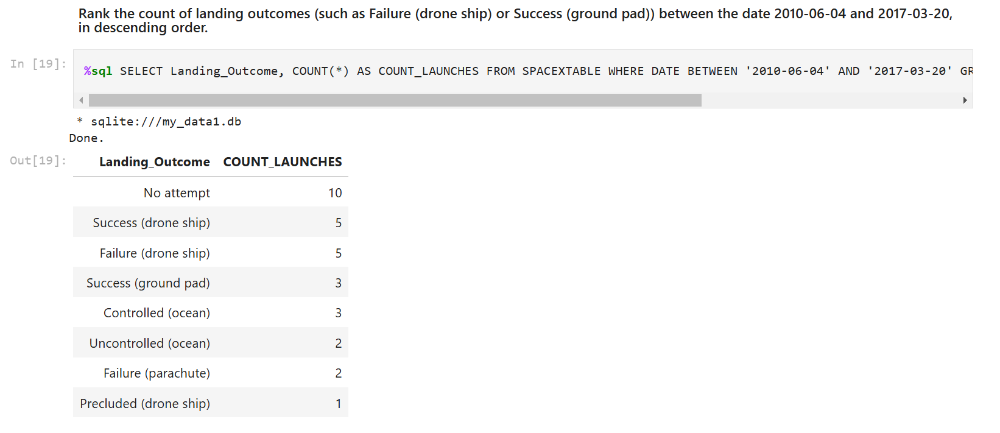 Rank the count of landing outcomes (such as Failure (drone ship) or Success (ground pad)) between the date 2010-06-04 and 2017-03-20,
in descending order.
In [19]:
%sql SELECT Landing_Outcome, COUNT(*) AS COUNT_LAUNCHES FROM SPACEXTABLE WHERE DATE BETWEEN '2010-06-04' AND '2017-03-20' GR
* sqlite:///my_data1.db
Done.
Out[19]:
Landing_Outcome COUNT_LAUNCHES
No attempt 10
Success (drone ship) 5
Failure (drone ship) 5
Success (ground pad) 3
Controlled (ocean) 3
Uncontrolled (ocean) 2
Failure (parachute) 2
Precluded (drone ship) 1